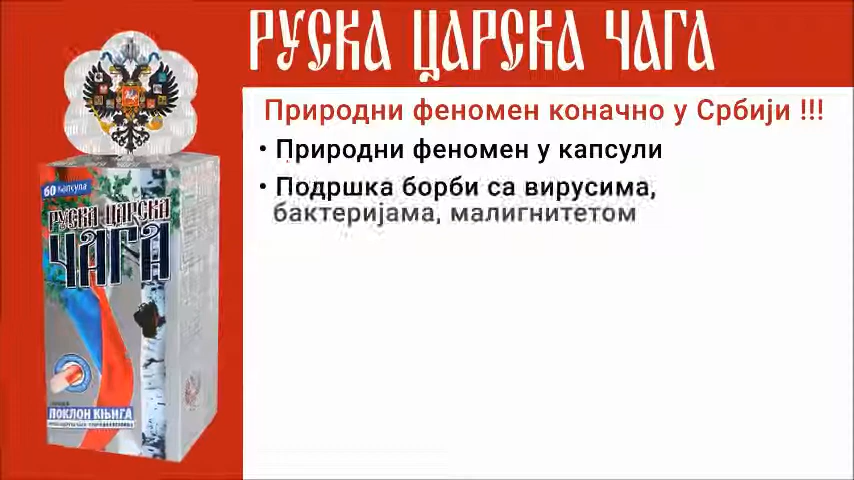 РУСКА ЦАРСКА ЧАГА
Природни феномен коначно у Србији !!!
• Природни феномен у капсули
• Подршка борби са вирусима,
бактеријама, малигнитетом
60 капсула
РУСКА ЦАРСКА
ЧАГА
ПОКЛОН КЊИГА